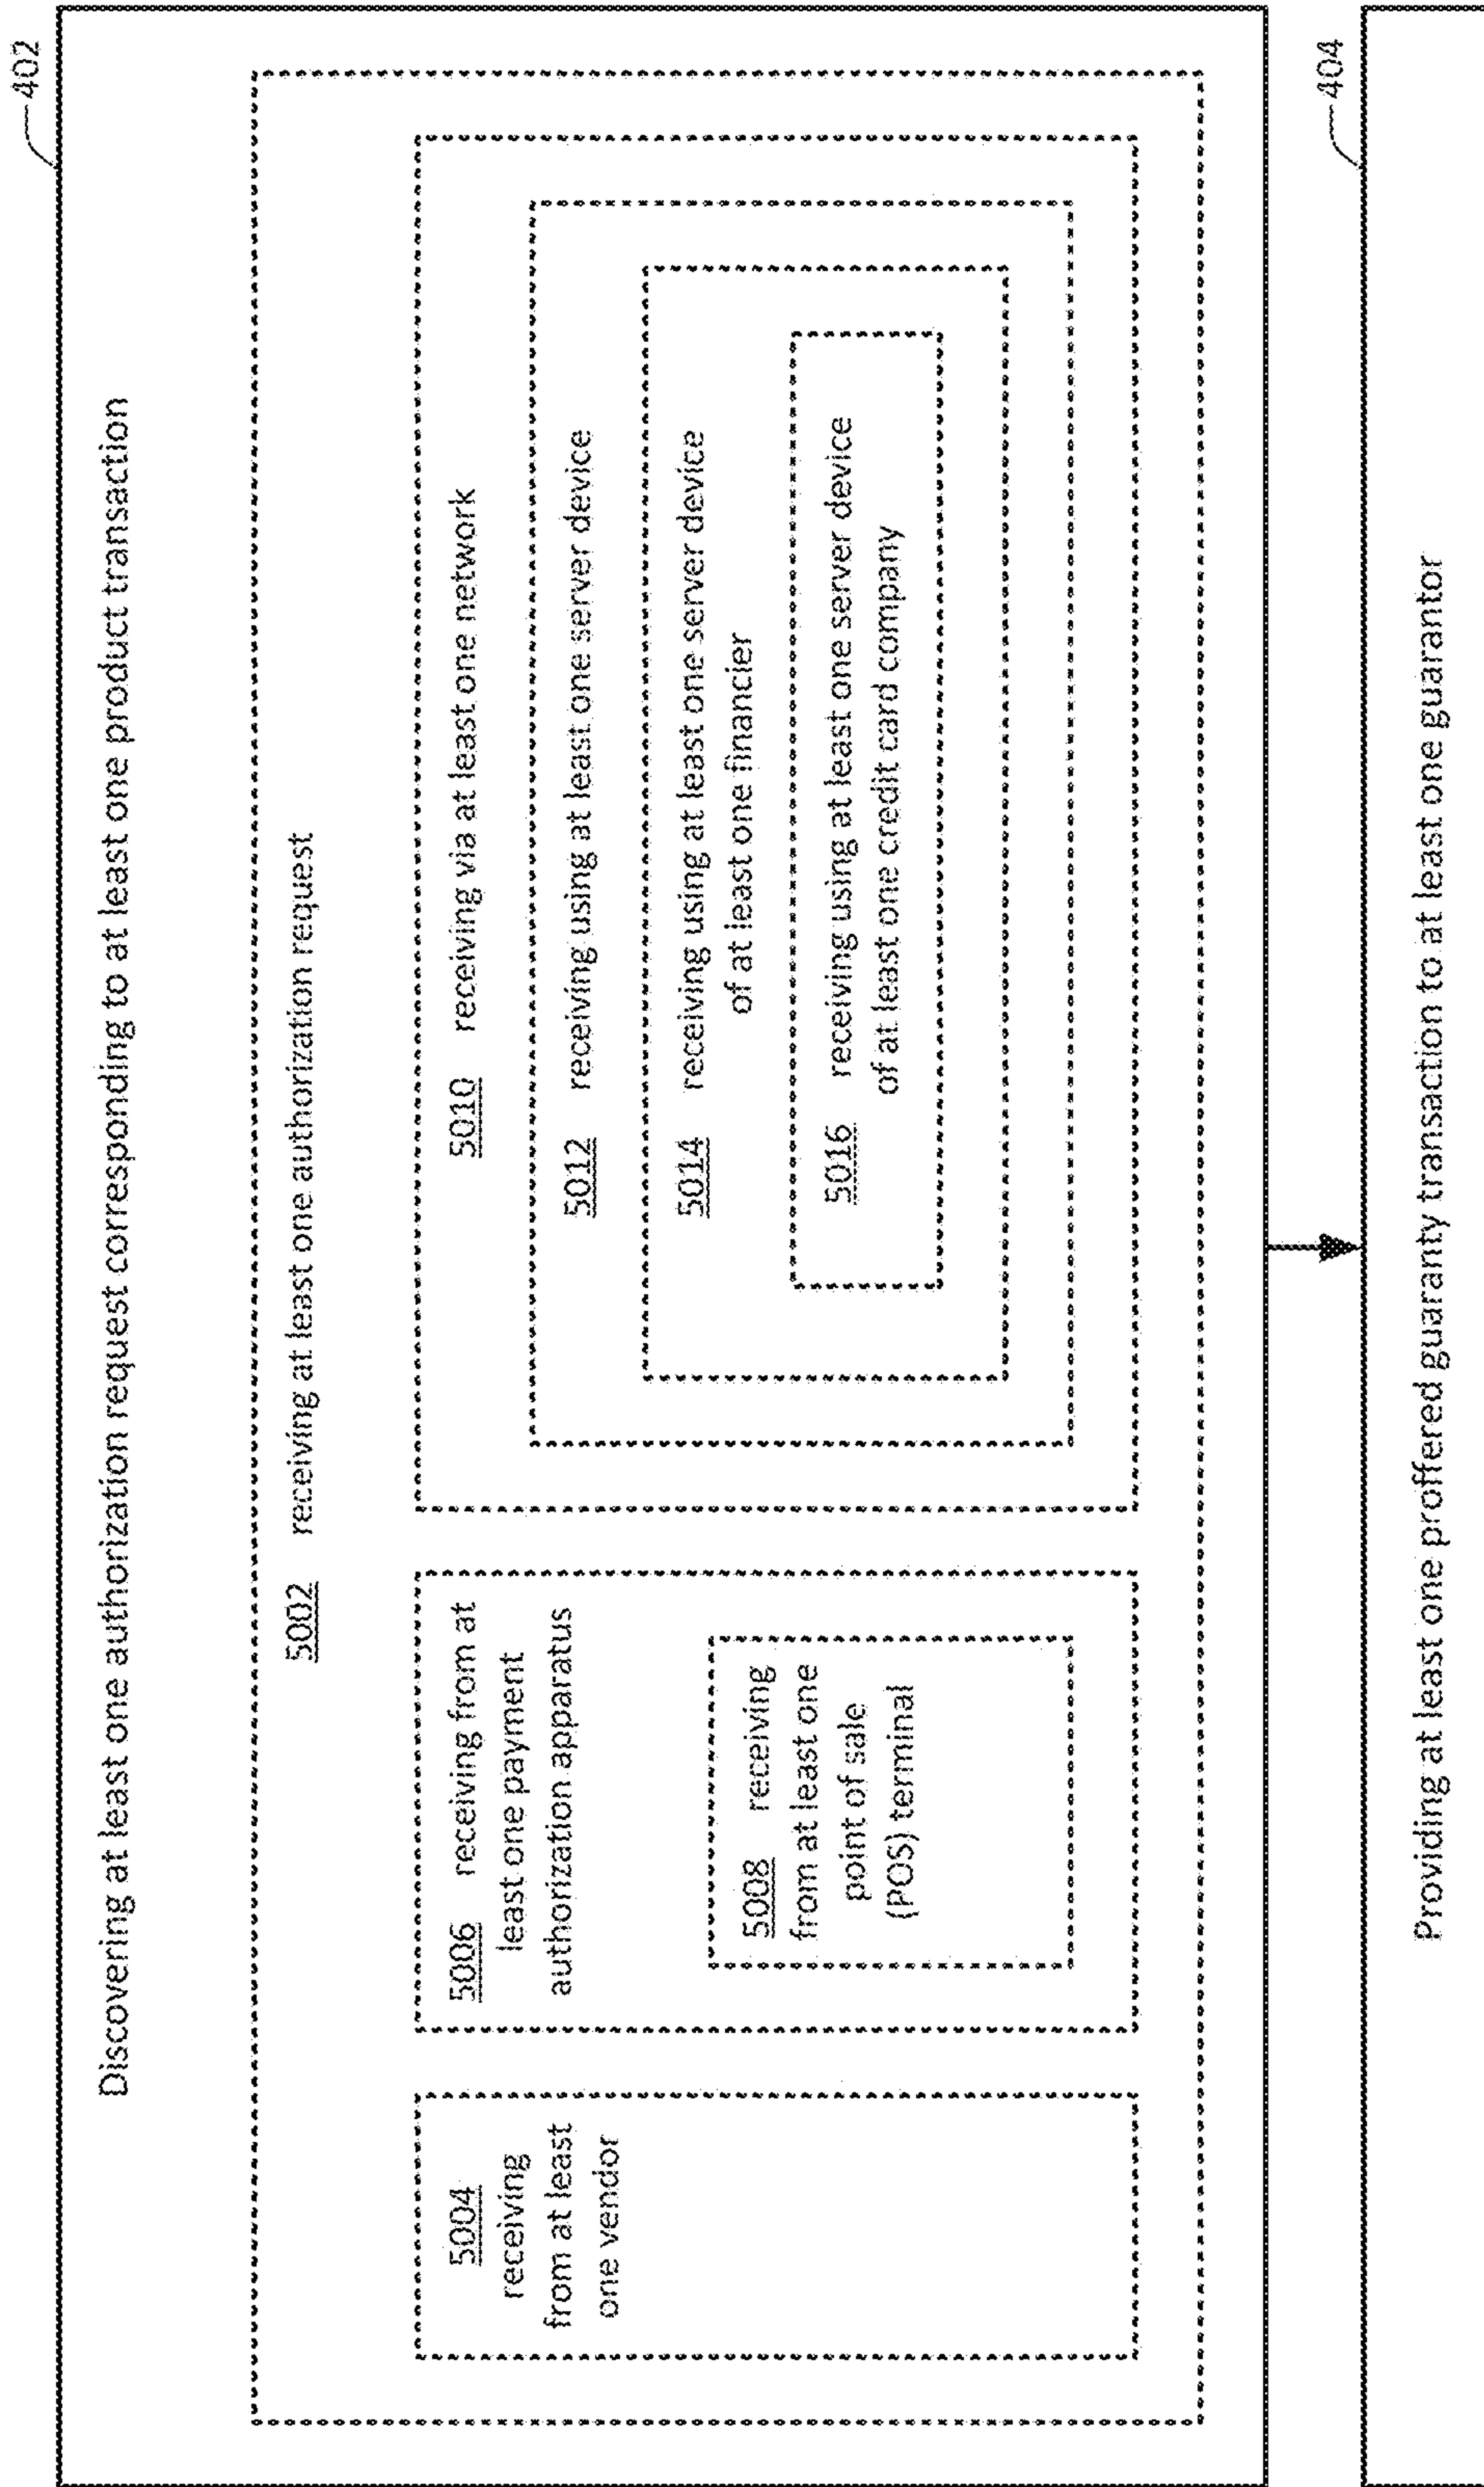 402
Discovering at least one authorization request corresponding to at least one product transaction
5002 receiving at least one authorization request
5004
receiving
from at least
one vendor
5006 receiving from at
least one payment
authorization apparatus
5008 receiving
from at least one
point of sale
(POS) terminal
5010 receiving via at least one network
5012 receiving using at least one server device
5014 receiving using at least one server device
of at least one financier
5016 receiving using at least one server device
of at least one credit card company
404
Providing at least one proffered guaranty transaction to at least one guarantor